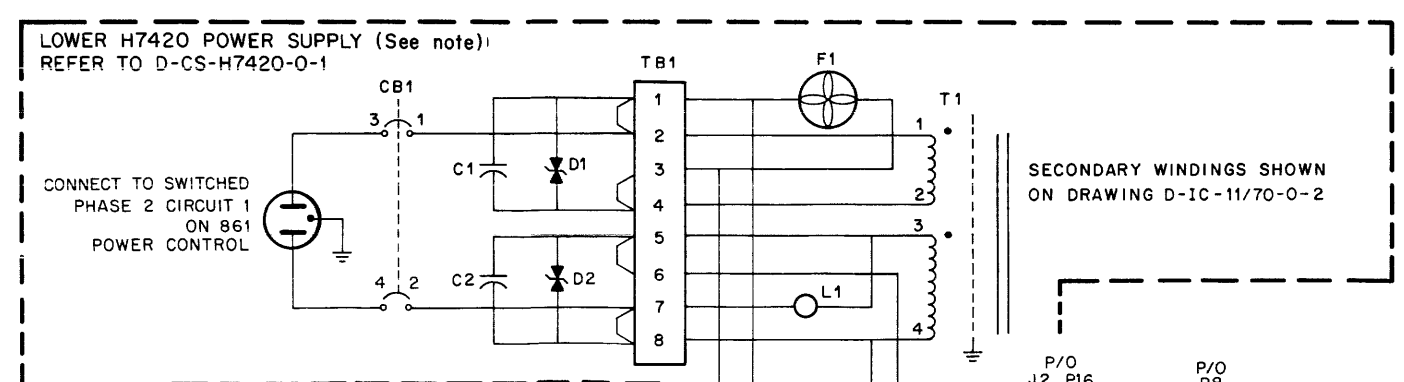 LOWER H7420 POWER SUPPLY (See note)
REFER TO D-CS-H7420-0-1
TB1
F1
CB1
T1
3 1
1
1
2
C1
D1
3
SECONDARY WINDINGS SHOWN
ON DRAWING D-IC-11/70-0-2
CONNECT TO SWITCHED
PHASE 2 CIRCUIT 1
ON 861
POWER CONTROL
4
2
5
3
4 2
C2
D2
6
7
L1
8
4
P/O
J2 P16
P/O